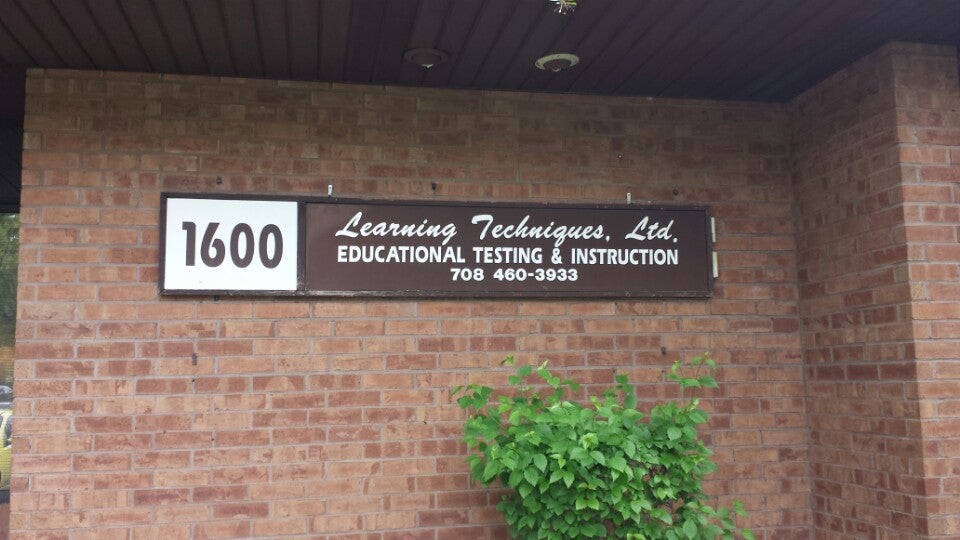 1600
Learning Techniques, Ltd.
EDUCATIONAL TESTING & INSTRUCTION
708 460-3933